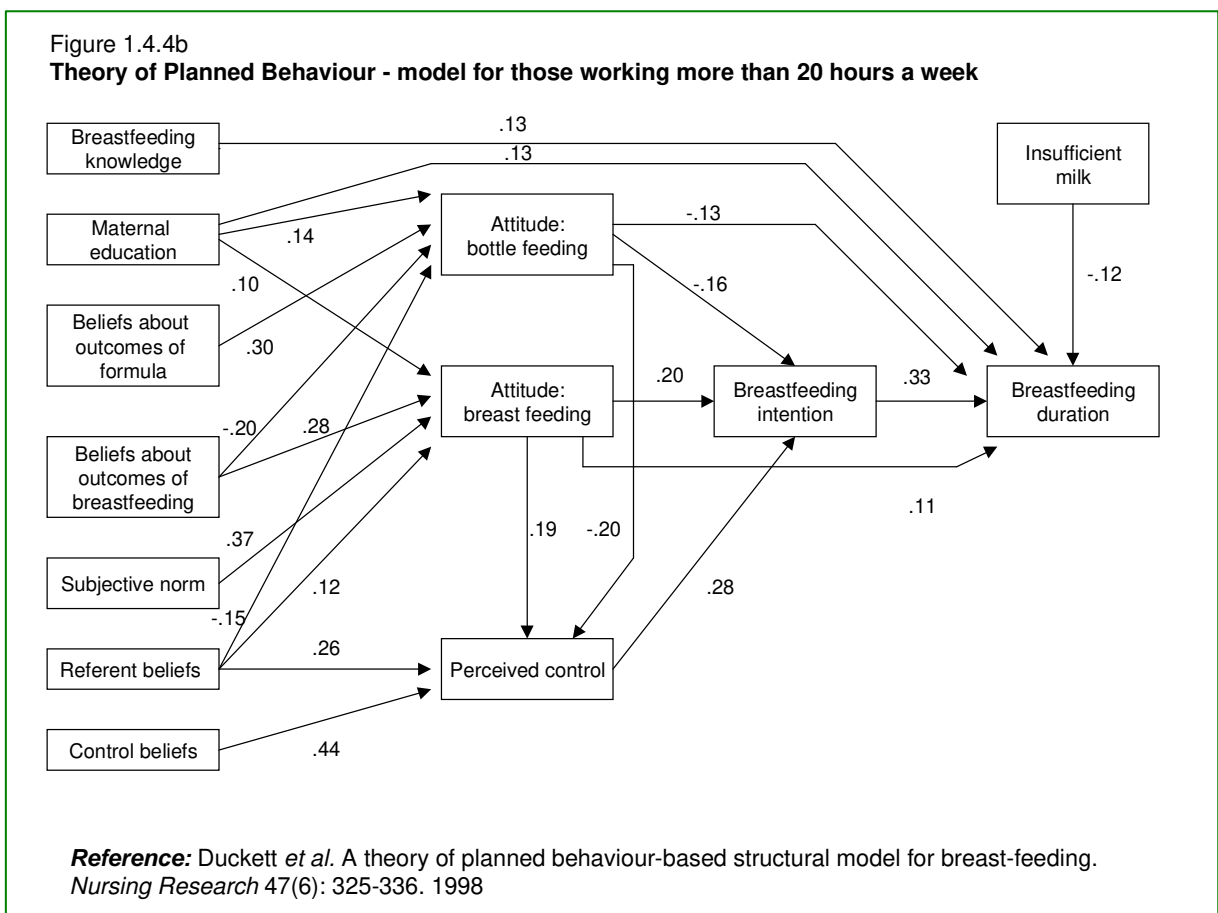 Figure 1.4.4b
Theory of Planned Behaviour - model for those working more than 20 hours a week
Breastfeeding
knowledge
.13
.13
Insufficient
milk
Maternal
education
.14
Attitude:
bottle feeding
-.13
-.12
.10
-.16
Beliefs about
outcomes of
formula
.30
Attitude:
breast feeding
.20
Breastfeeding
intention
.33
Breastfeeding
duration
-.20
.28
Beliefs about
outcomes of
breastfeeding
.11
.37
.19
-.20
Subjective norm
.12
.28
-.15
Referent beliefs
.26
Perceived control
Control beliefs
.44
Reference: Duckett et al. A theory of planned behaviour-based structural model for breast-feeding.
Nursing Research 47(6): 325-336. 1998